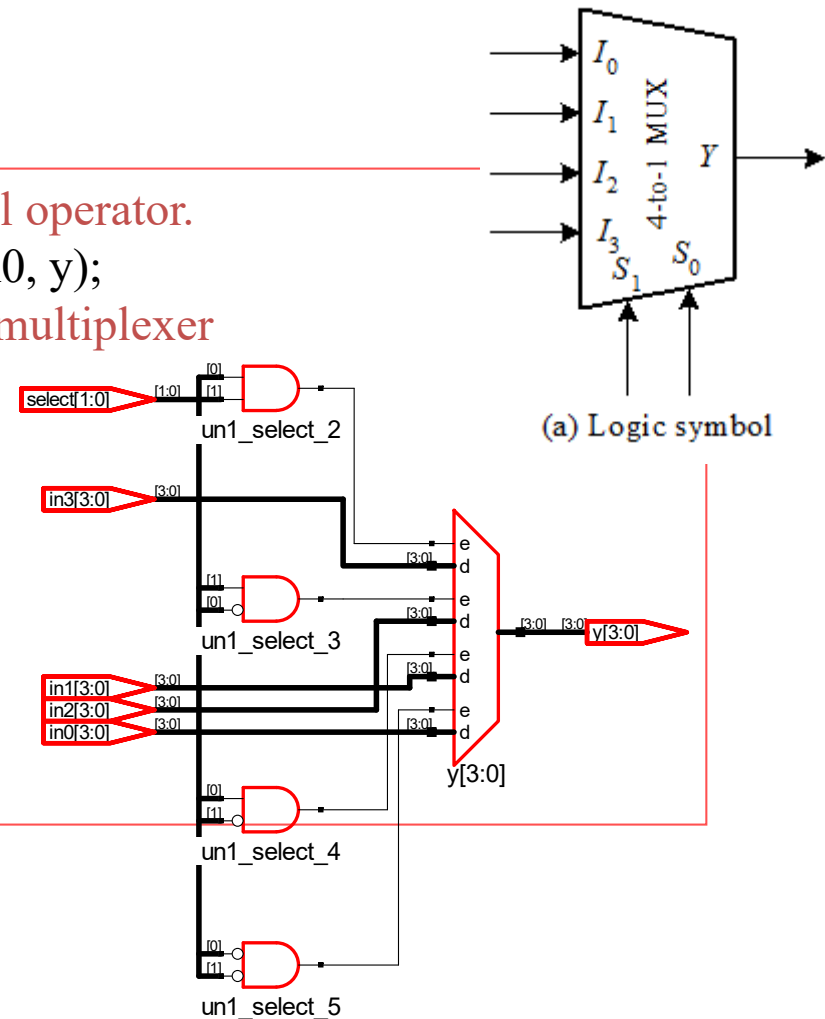 I0
I1
I2
I3
4-to-1 MUX
Y
S1
S0
(a) Logic symbol
l operator.
0, y);
multiplexer
select[1:0]
[1:0]
[0]
[1]
un1_select_2
in3[3:0]
[3:0]
[1]
[0]
un1_select_3
in1[3:0]
[3:0]
in2[3:0]
[3:0]
in0[3:0]
[3:0]
[0]
[1]
un1_select_4
[0]
[1]
un1_select_5
e
[3:0]
d
e
[3:0]
d
e
[3:0]
d
e
[3:0]
d
y[3:0]
[3:0]
[3:0]
y[3:0]